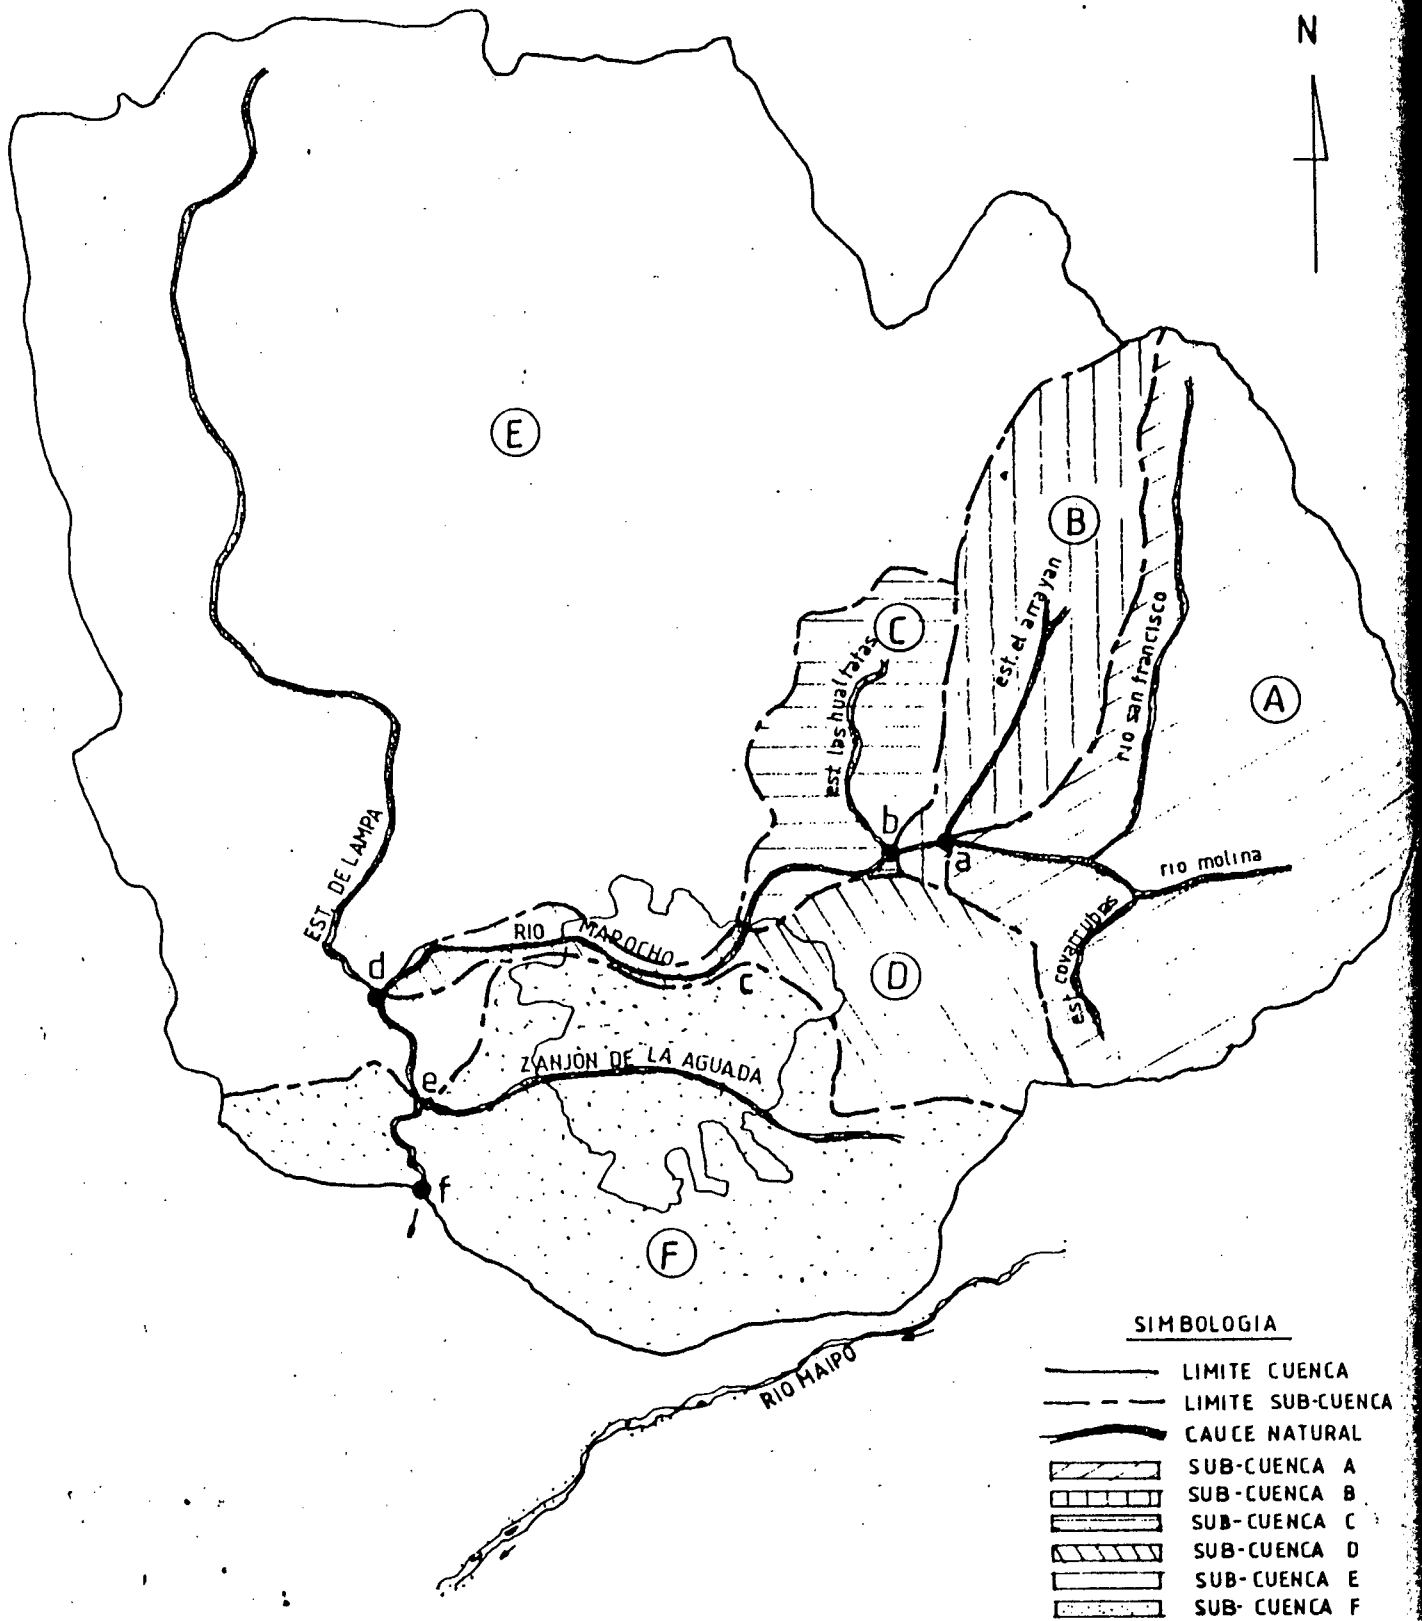 N
E
B
est. el arrayan
C
est las hualtatas
rio san francisco
A
b
a
rio molina
EST. DE LAMPA
RIO MAPOCHO
d
c
D
est covarrubias
ZANJON DE LA AGUADA
e
f
F
RIO MAIPO
SIMBOLOGIA
LIMITE CUENCA
LIMITE SUB-CUENCA
CAUCE NATURAL
SUB-CUENCA A
SUB-CUENCA B
SUB-CUENCA C
SUB-CUENCA D
SUB-CUENCA E
SUB-CUENCA F